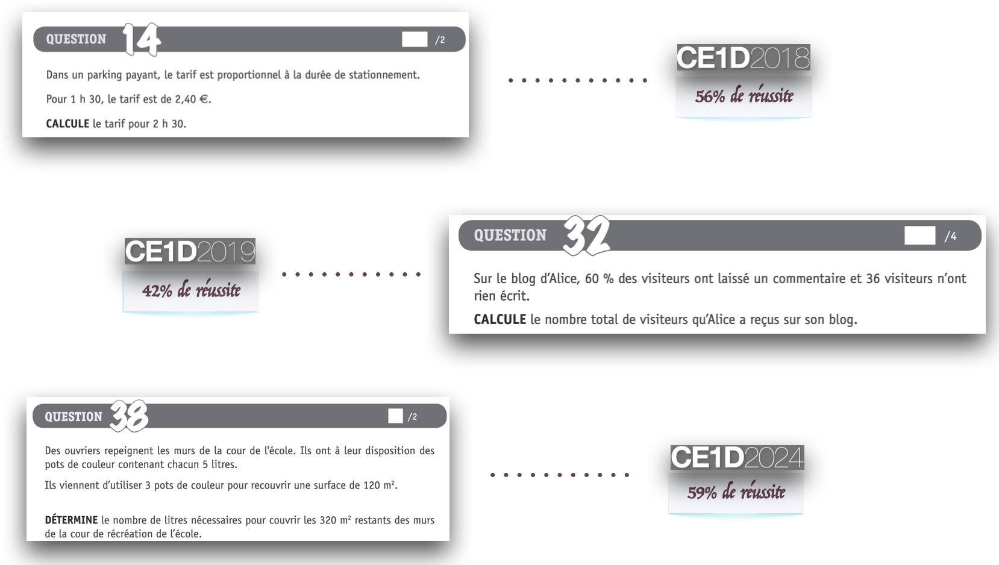 QUESTION 14 /2
Dans un parking payant, le tarif est proportionnel à la durée de stationnement.
Pour 1 h 30, le tarif est de 2,40 €.
CALCULE le tarif pour 2 h 30.
CE1D2018
56% de réussite
CE1D2019
42% de réussite
QUESTION 32 /4
Sur le blog d’Alice, 60 % des visiteurs ont laissé un commentaire et 36 visiteurs n’ont
rien écrit.
CALCULE le nombre total de visiteurs qu’Alice a reçus sur son blog.
QUESTION 38 /2
Des ouvriers repeignent les murs de la cour de l'école. Ils ont à leur disposition des
pots de couleur contenant chacun 5 litres.
Ils viennent d’utiliser 3 pots de couleur pour recouvrir une surface de 120 m².
DÉTERMINE le nombre de litres nécessaires pour couvrir les 320 m² restants des murs
de la cour de récréation de l’école.
CE1D2024
59% de réussite